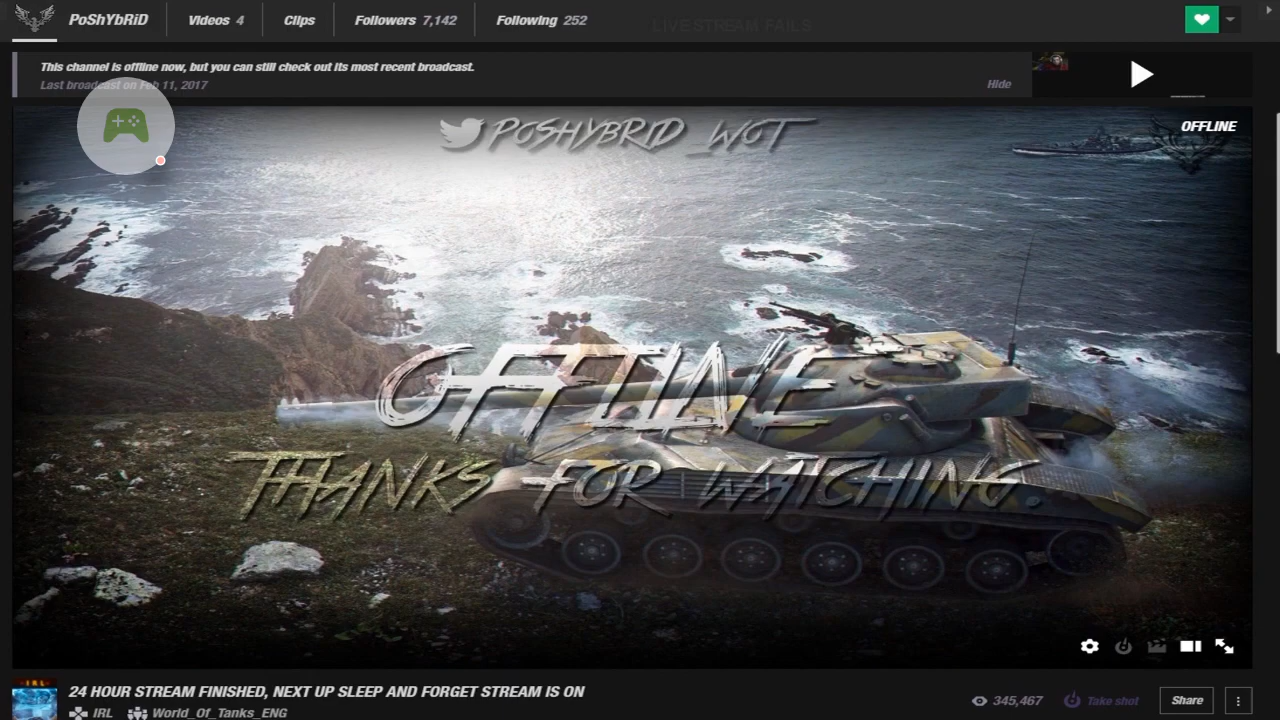 PoSHYbRiD Videos 4 Clips Followers 7,142 Following 252
LIVE STREAM FAILS
This channel is offline now, but you can still check out its most recent broadcast.
Last broadcast on Feb 11, 2017 Hide
POSHYBRID_WOT
OFFLINE
OFFLINE
THANKS FOR WATCHING.
IRL
24 HOUR STREAM FINISHED, NEXT UP SLEEP AND FORGET STREAM IS ON
345,467 Take shot Share
IRL World_Of_Tanks_ENG